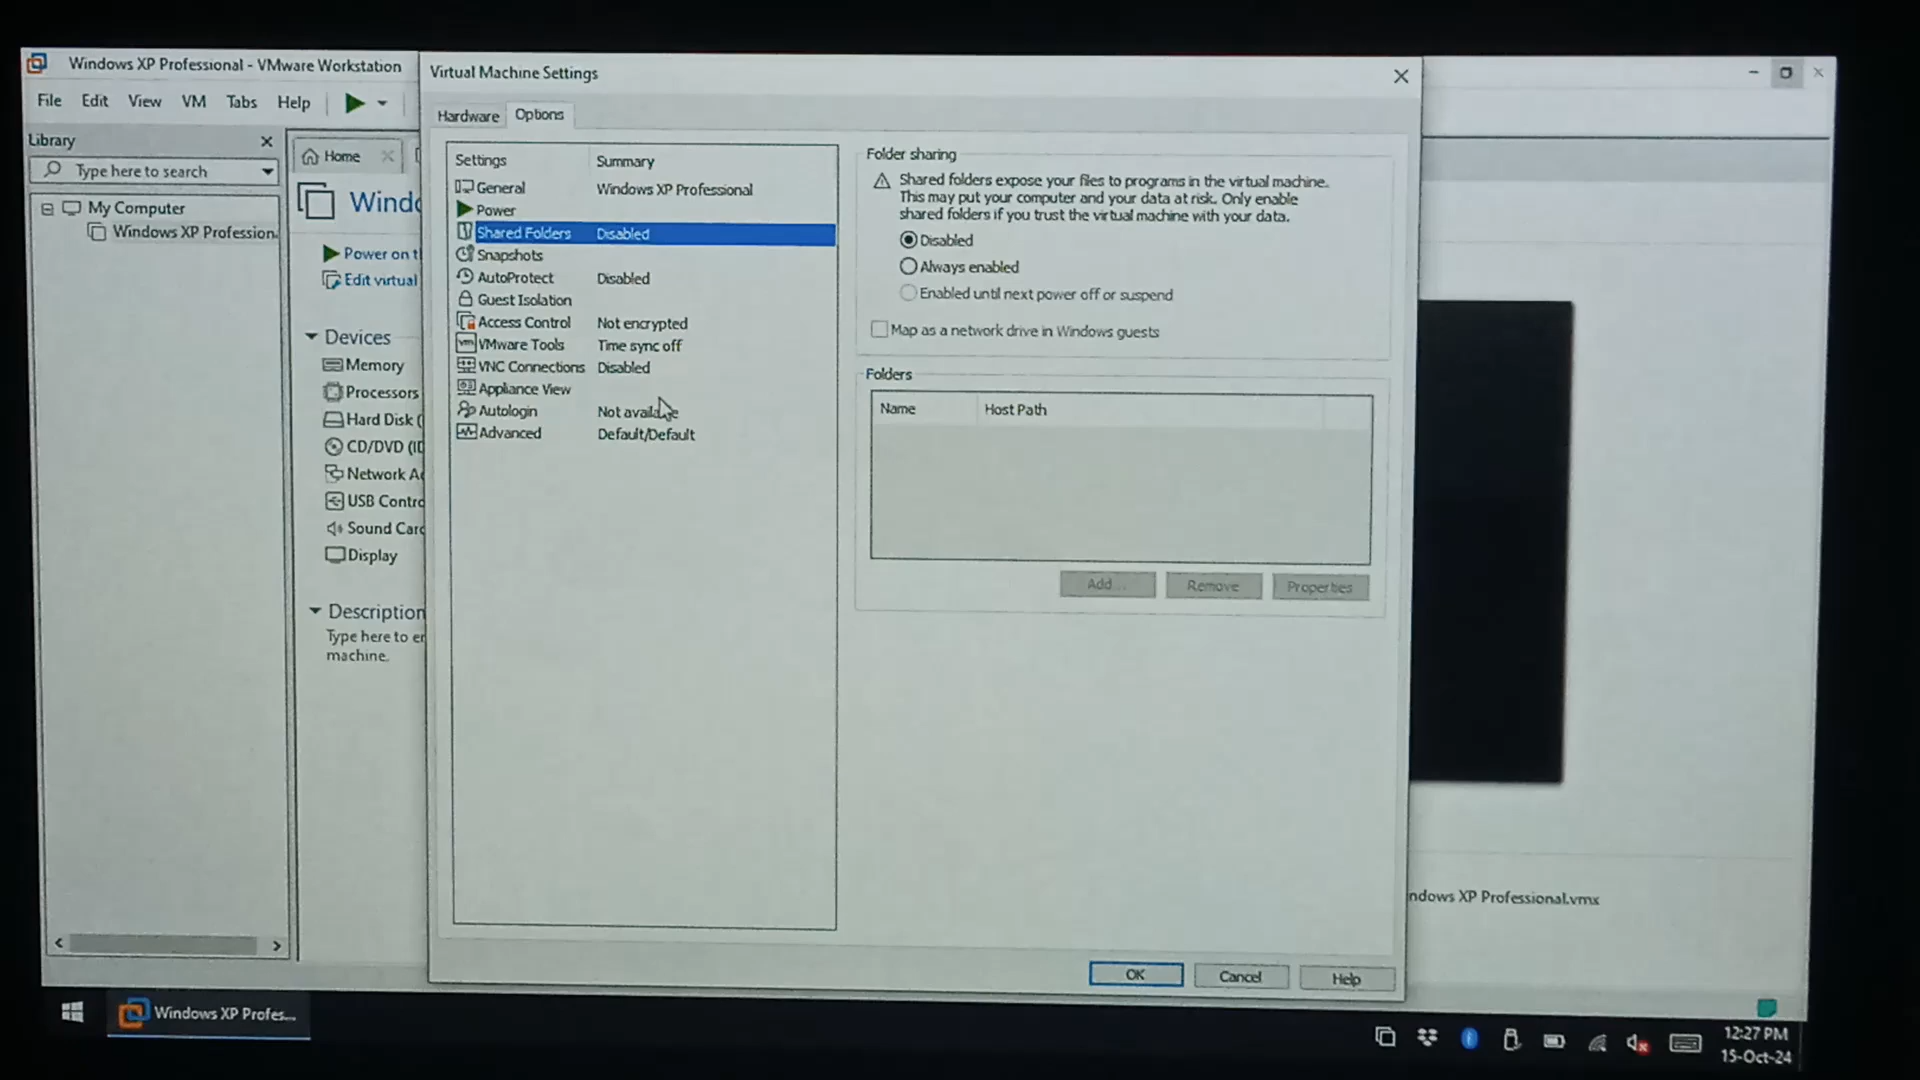 Windows XP Professional - VMware Workstation
File Edit View VM Tabs Help
Library
Type here to search
My Computer
Windows XP Profession
Home
Power on t
Edit virtual
Devices
Memory
Processors
Hard Disk (
CD/DVD (ID
Network A
USB Contro
Sound Car
Display
Description
Type here to en
machine.
Virtual Machine Settings
Hardware Options
Settings Summary
General Windows XP Professional
Power
Shared Folders Disabled
Snapshots
AutoProtect Disabled
Guest Isolation
Access Control Not encrypted
VMware Tools Time sync off
VNC Connections Disabled
Appliance View
Autologin Not available
Advanced Default/Default
Folder sharing
Shared folders expose your files to programs in the virtual machine.
This may put your computer and your data at risk. Only enable
shared folders if you trust the virtual machine with your data.
Disabled
Always enabled
Enabled until next power off or suspend
Map as a network drive in Windows guests
Folders
Name Host Path
Add... Remove Properties
OK Cancel Help
ndows XP Professional.vmx
Windows XP Profes...
12:27 PM
15-Oct-24